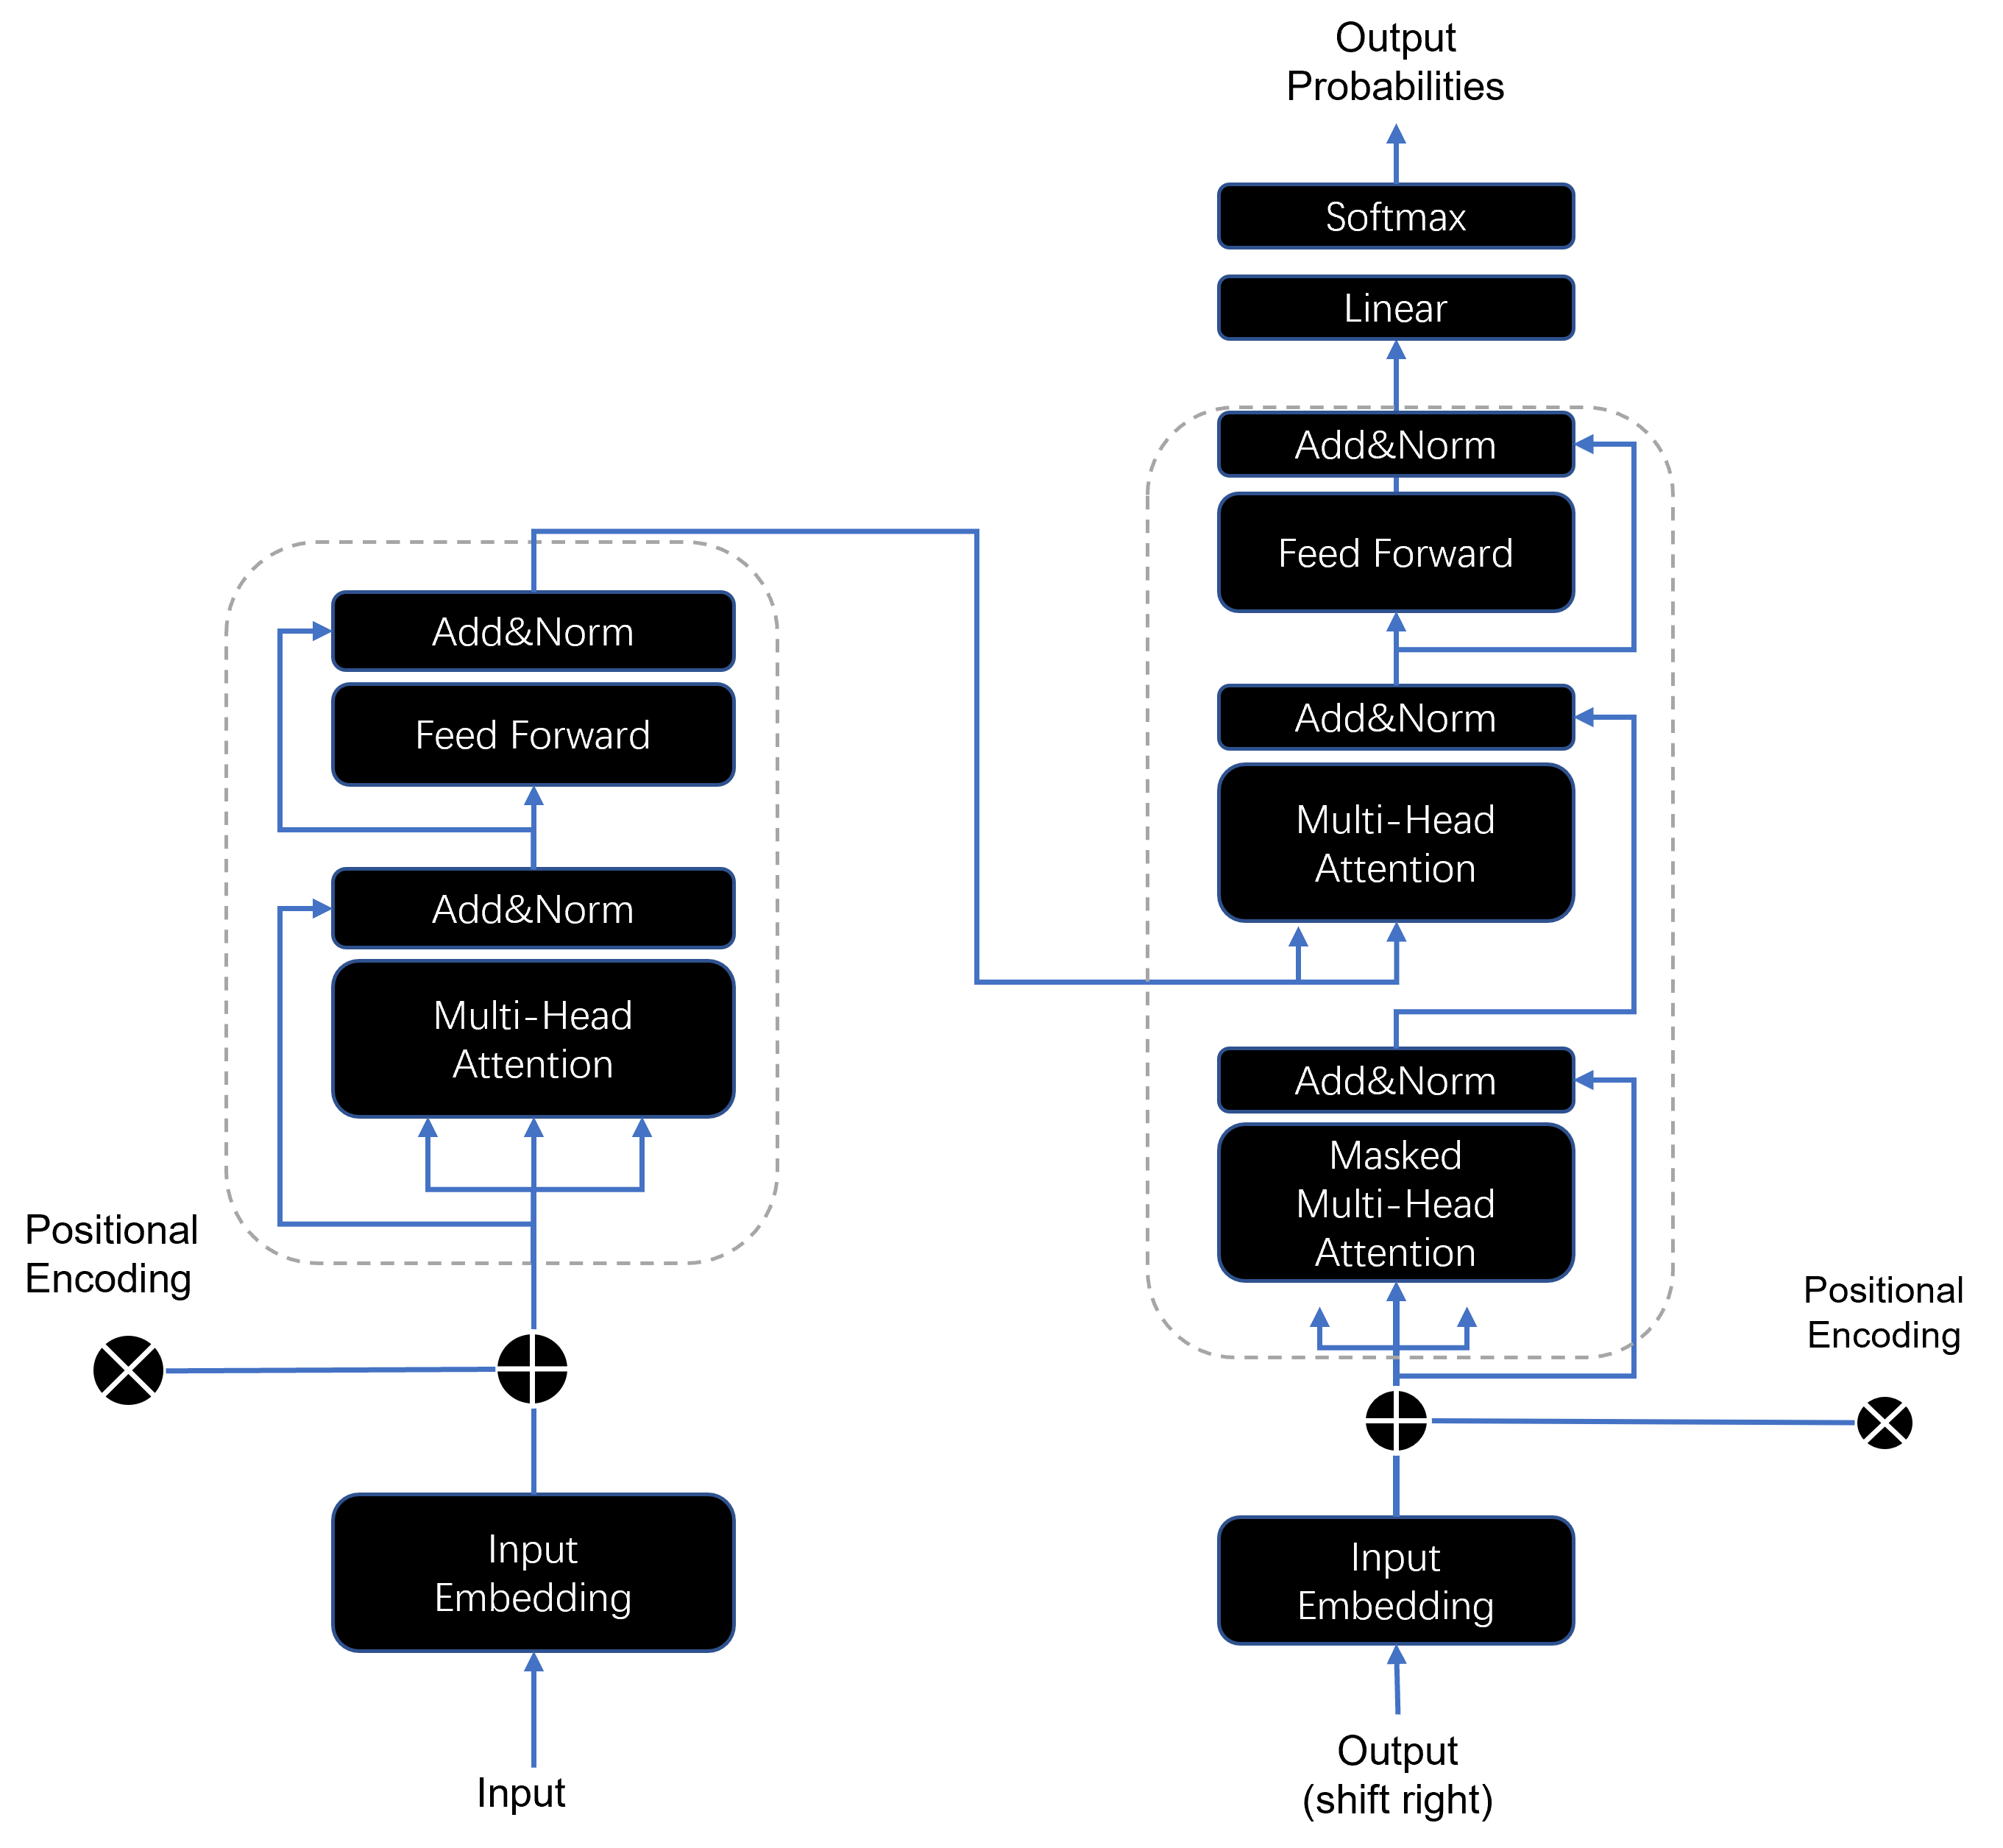 Output
Probabilities
Softmax
Linear
Add&Norm
Feed Forward
Add&Norm
Multi-Head
Attention
Add&Norm
Masked
Multi-Head
Attention
Positional
Encoding
Input
Embedding
Output
(shift right)
Add&Norm
Feed Forward
Add&Norm
Multi-Head
Attention
Positional
Encoding
Input
Embedding
Input